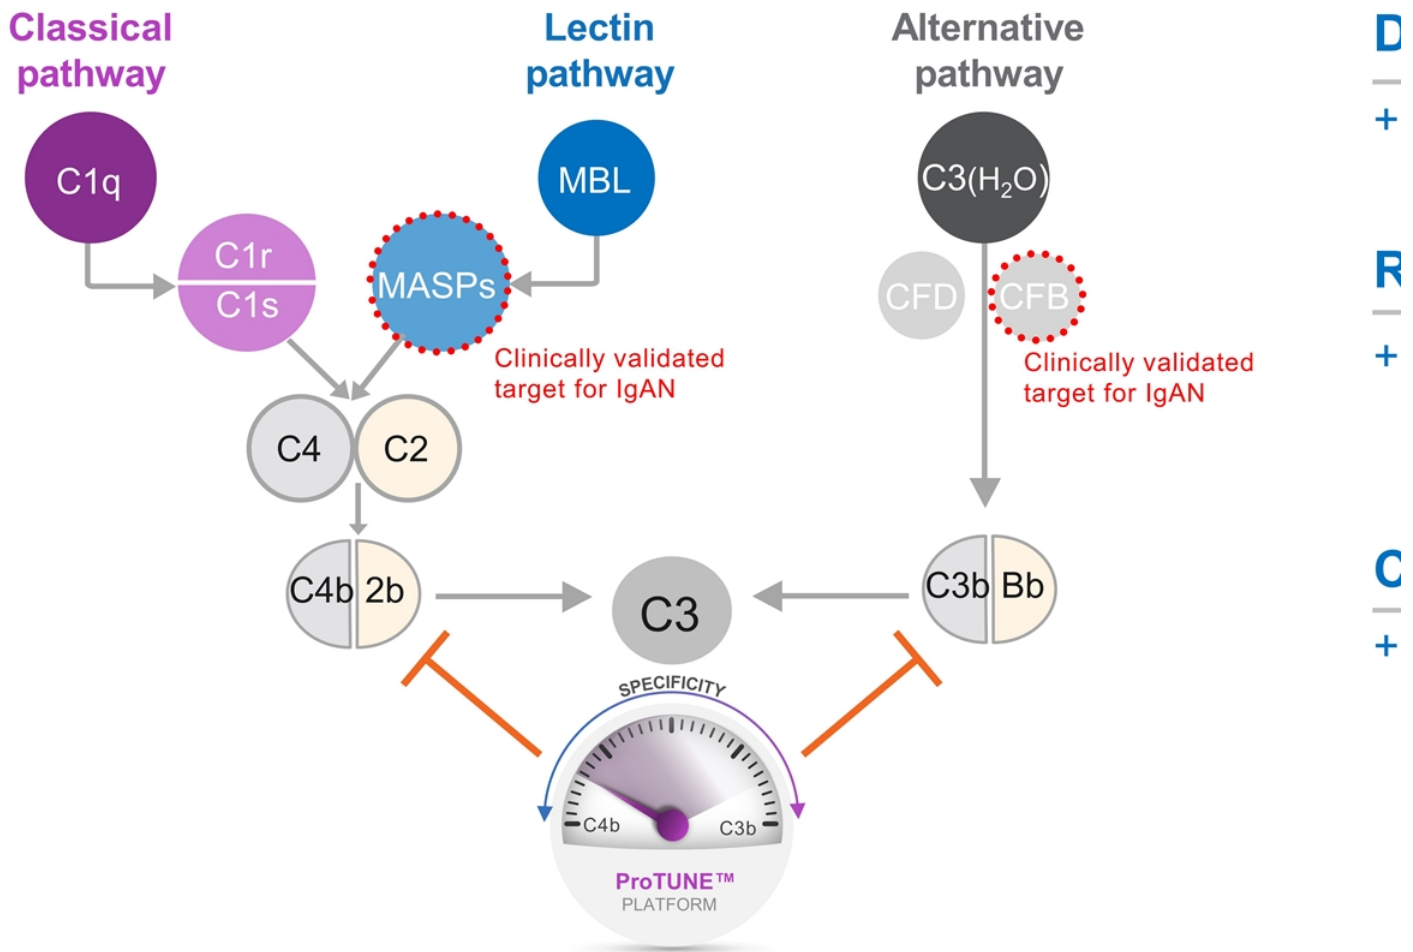 Classical
pathway
Lectin
pathway
Alternative
pathway
C1q
MBL
C3(H₂O)
C1r
C1s
MASPs
CFD
CFB
Clinically validated
target for IgAN
Clinically validated
target for IgAN
C4
C2
C4b
2b
C3
C3b
Bb
SPECIFICITY
C4b
C3b
ProTUNE™
PLATFORM
D
+
R
+
C
+